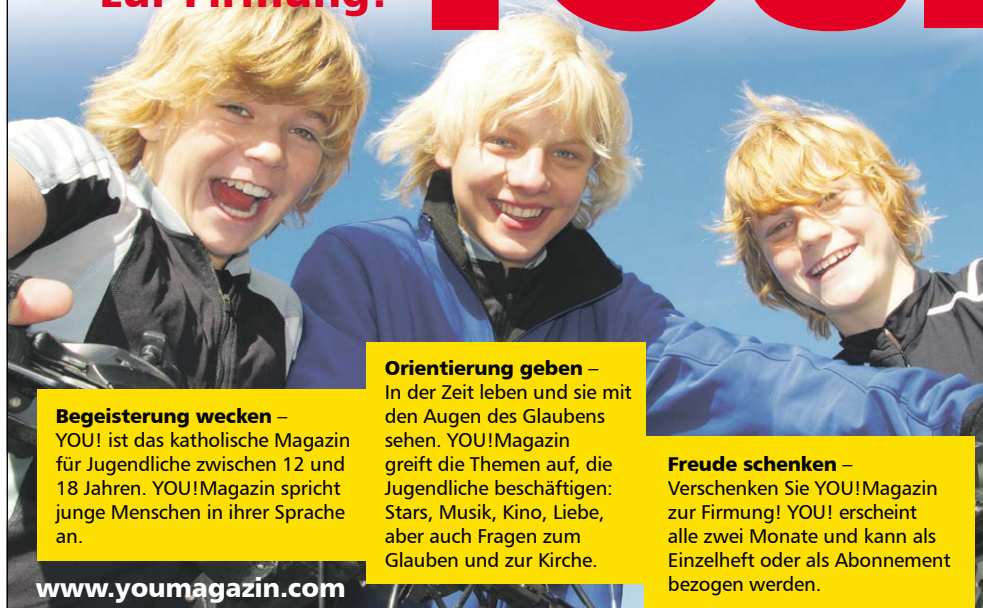 zur Firmung!
YOU!
Begeisterung wecken –
YOU! ist das katholische Magazin
für Jugendliche zwischen 12 und
18 Jahren. YOU!Magazin spricht
junge Menschen in ihrer Sprache
an.
Orientierung geben –
In der Zeit leben und sie mit
den Augen des Glaubens
sehen. YOU!Magazin
greift die Themen auf, die
Jugendliche beschäftigen:
Stars, Musik, Kino, Liebe,
aber auch Fragen zum
Glauben und zur Kirche.
Freude schenken –
Verschenken Sie YOU!Magazin
zur Firmung! YOU! erscheint
alle zwei Monate und kann als
Einzelheft oder als Abonnement
bezogen werden.
www.youmagazin.com